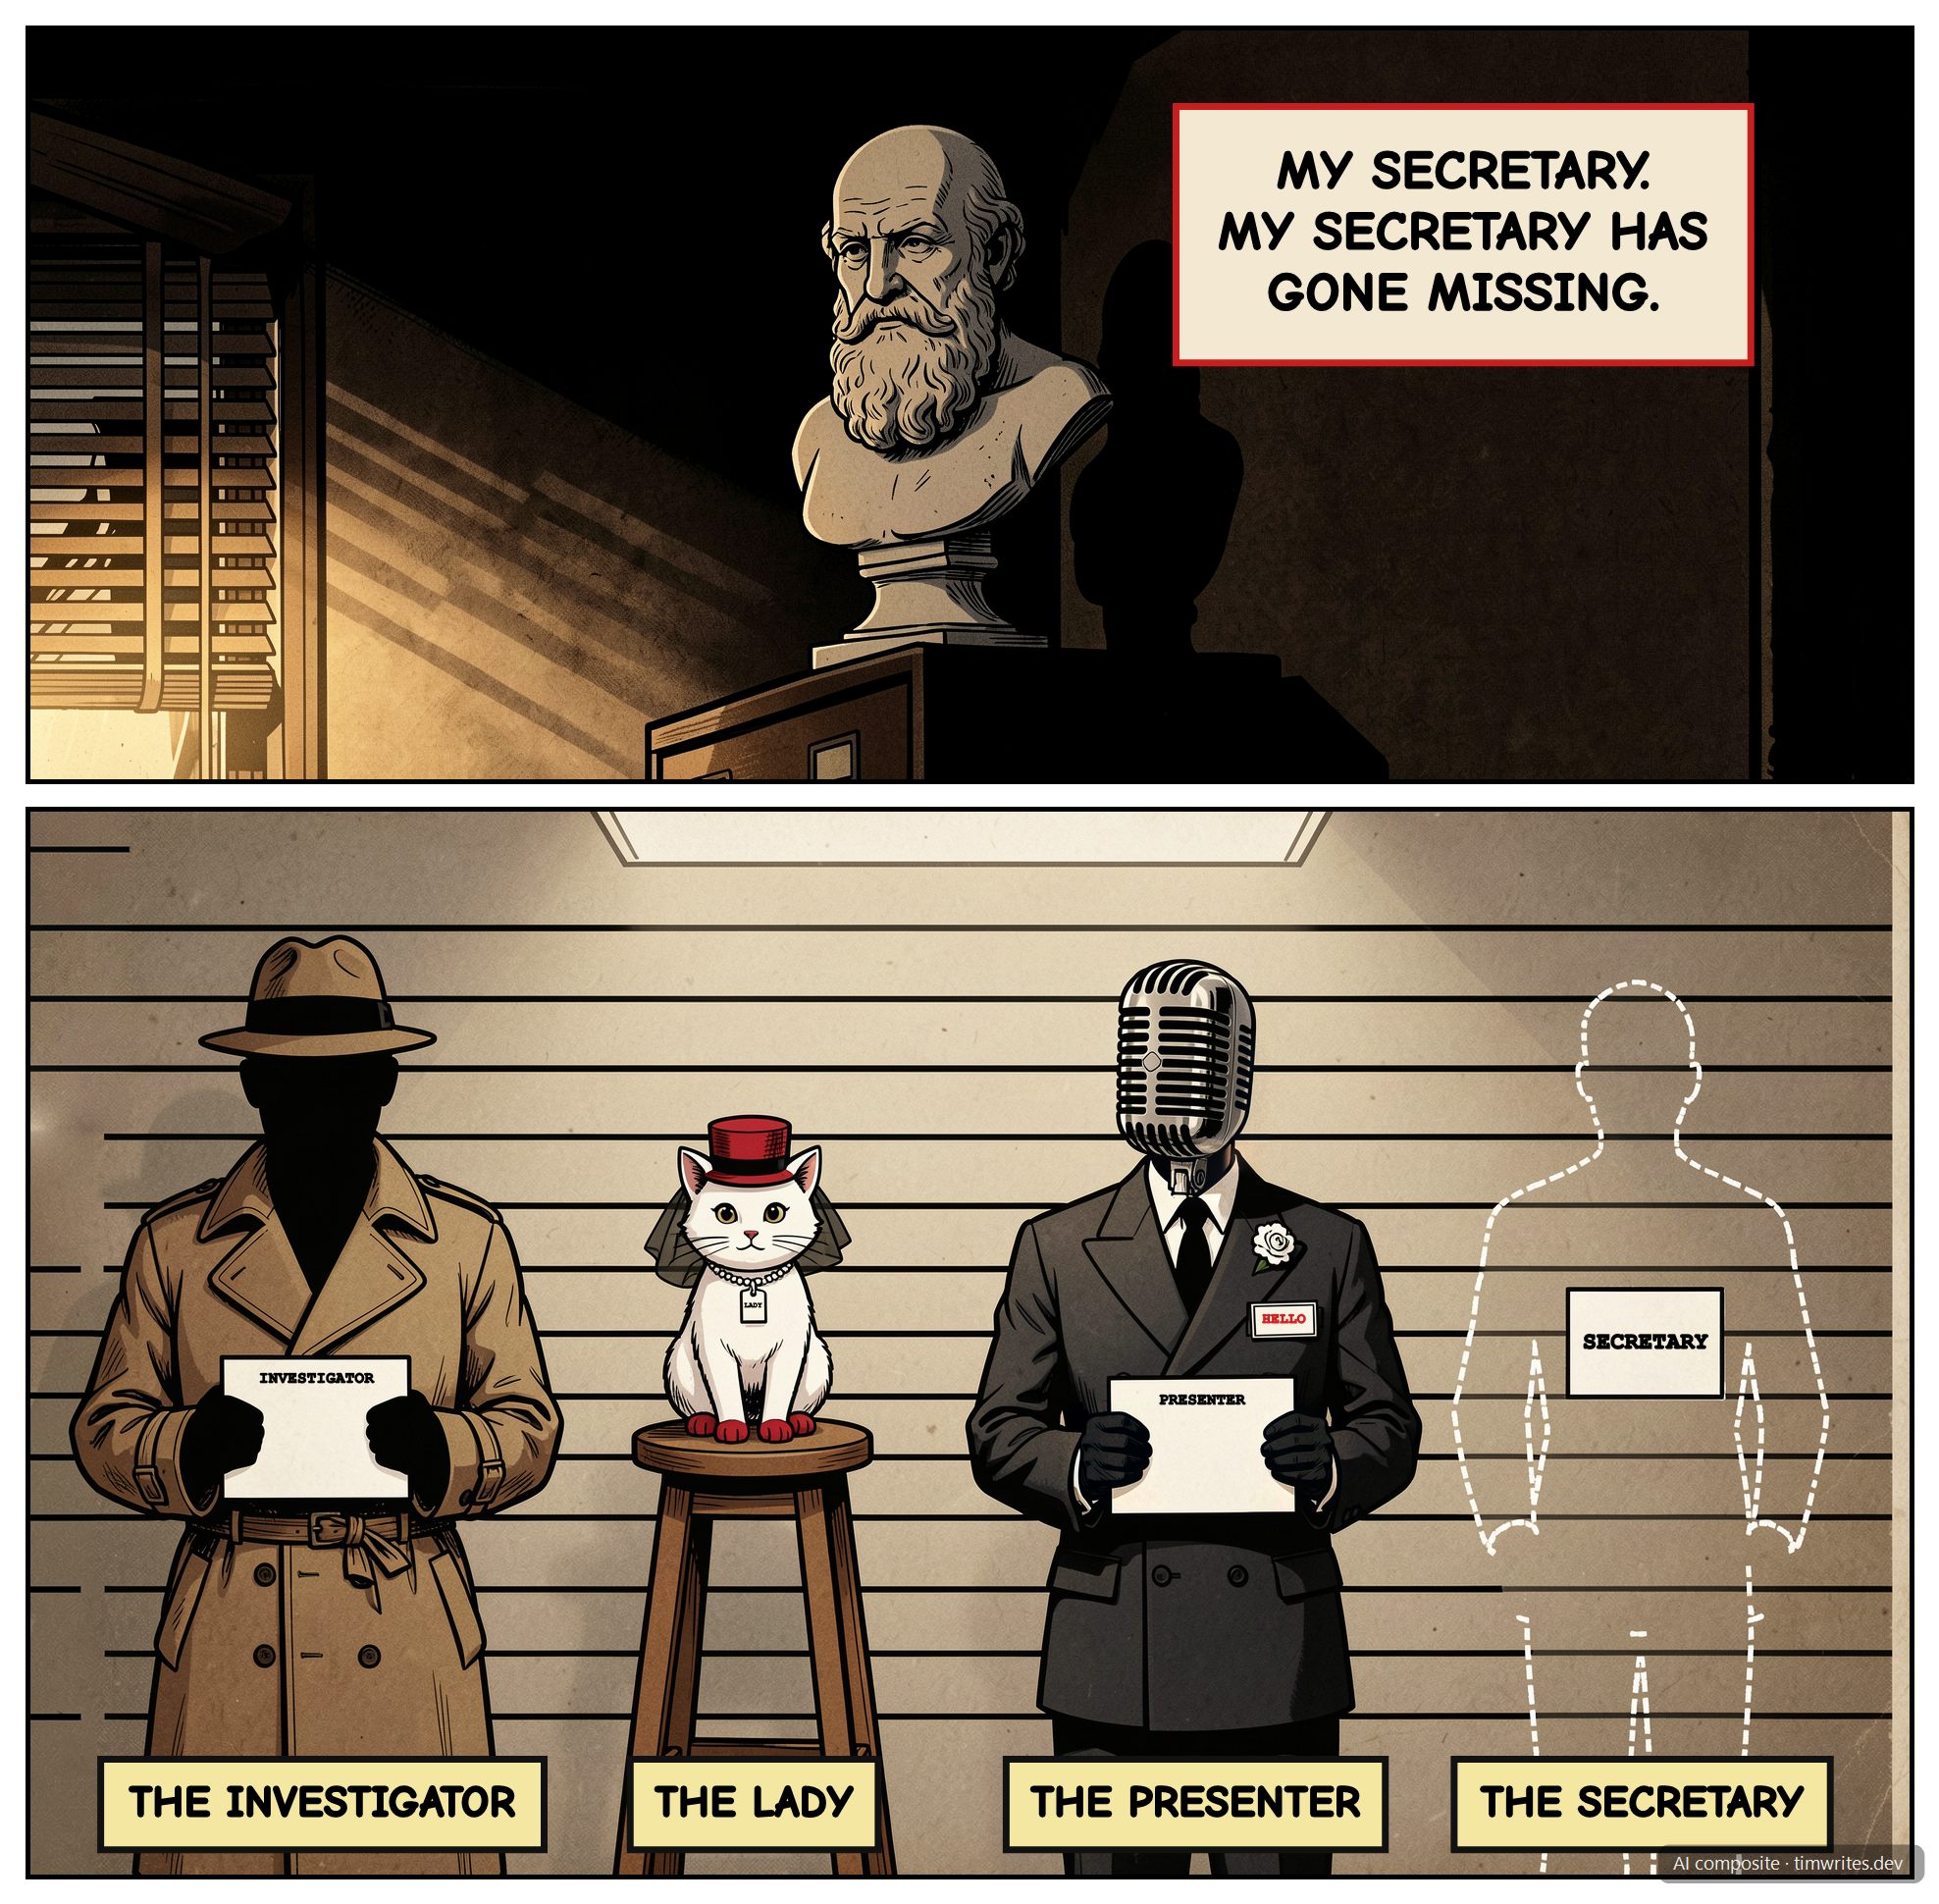 MY SECRETARY.
MY SECRETARY HAS
GONE MISSING.
INVESTIGATOR
LADY
HELLO
PRESENTER
SECRETARY
THE INVESTIGATOR
THE LADY
THE PRESENTER
THE SECRETARY
AI composite · timwrites.dev